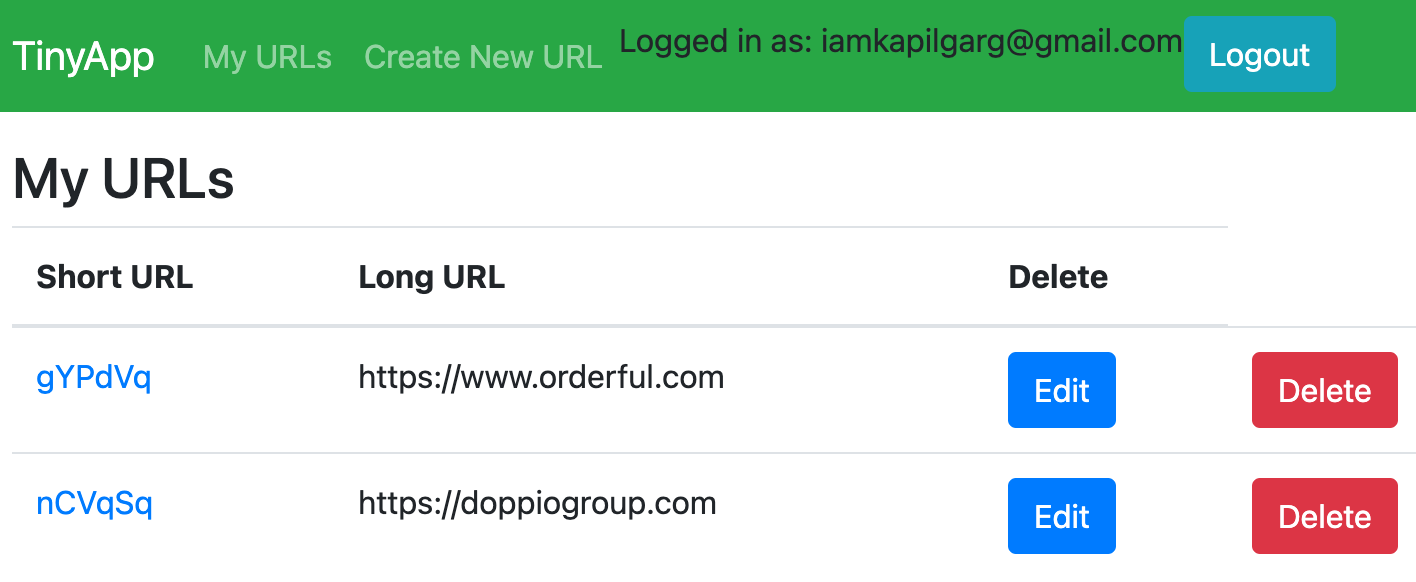 TinyApp My URLs Create New URL Logged in as: iamkapilgarg@gmail.com Logout
My URLs
Short URL Long URL Delete
gYPdVq https://www.orderful.com Edit Delete
nCVqSq https://doppiogroup.com Edit Delete